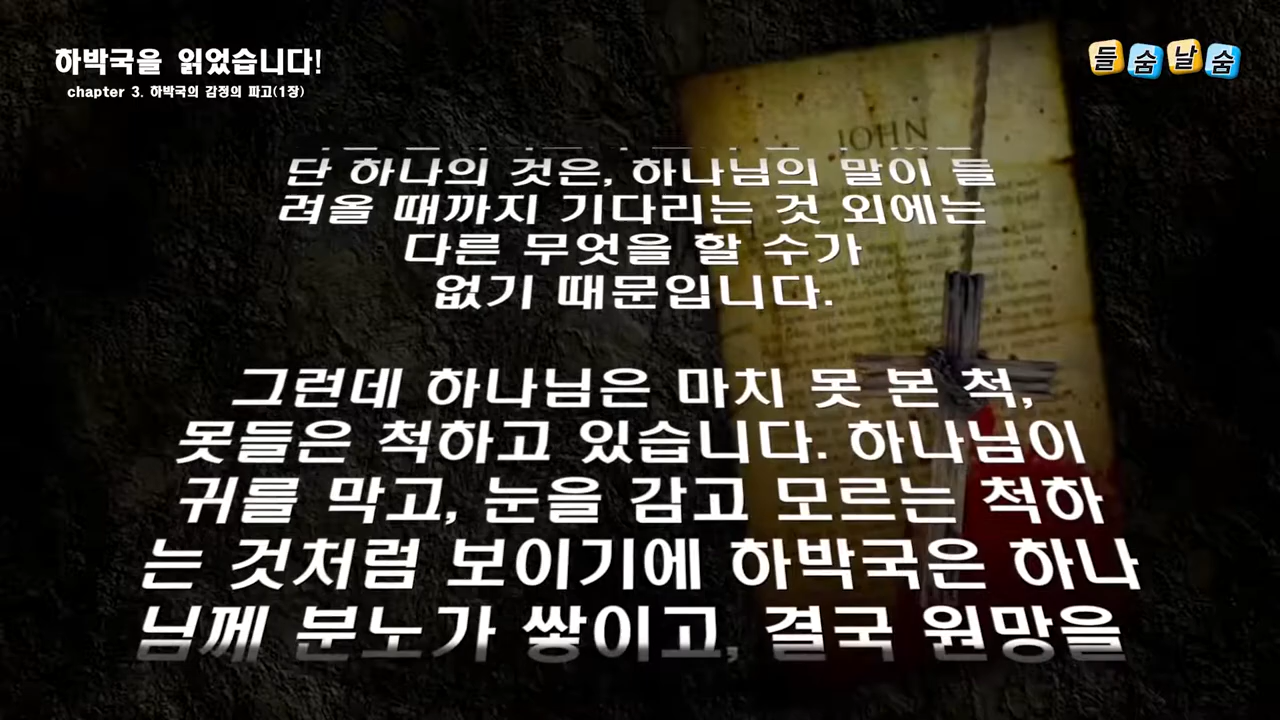 하박국을 읽었습니다!
chapter 3. 하박국의 감정의 파고(1장)
들숨날숨
JOHN
단 하나의 것은, 하나님의 말이 들
려올 때까지 기다리는 것 외에는
다른 무엇을 할 수가
없기 때문입니다.
그런데 하나님은 마치 못 본 척,
못들은 척하고 있습니다. 하나님이
귀를 막고, 눈을 감고 모르는 척하
는 것처럼 보이기에 하박국은 하나
님께 분노가 쌓이고, 결국 원망을